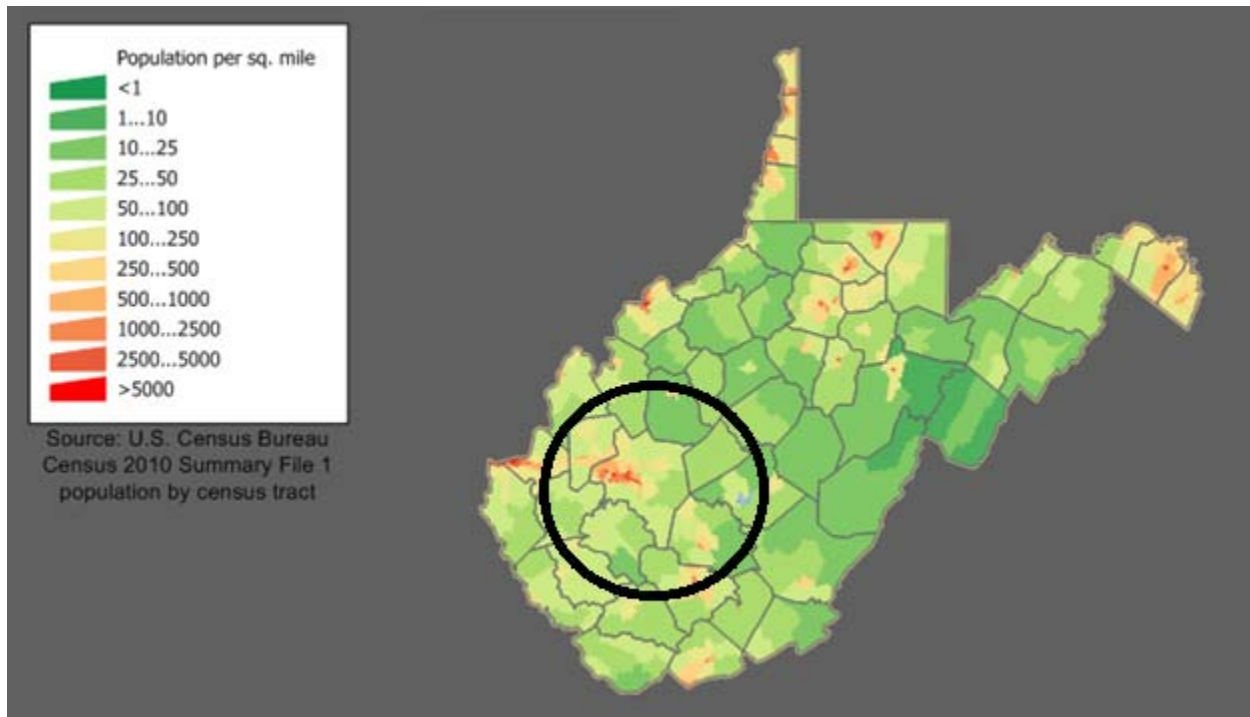 Population per sq. mile
<1
1...10
10...25
25...50
50...100
100...250
250...500
500...1000
1000...2500
2500...5000
>5000
Source: U.S. Census Bureau
Census 2010 Summary File 1
population by census tract